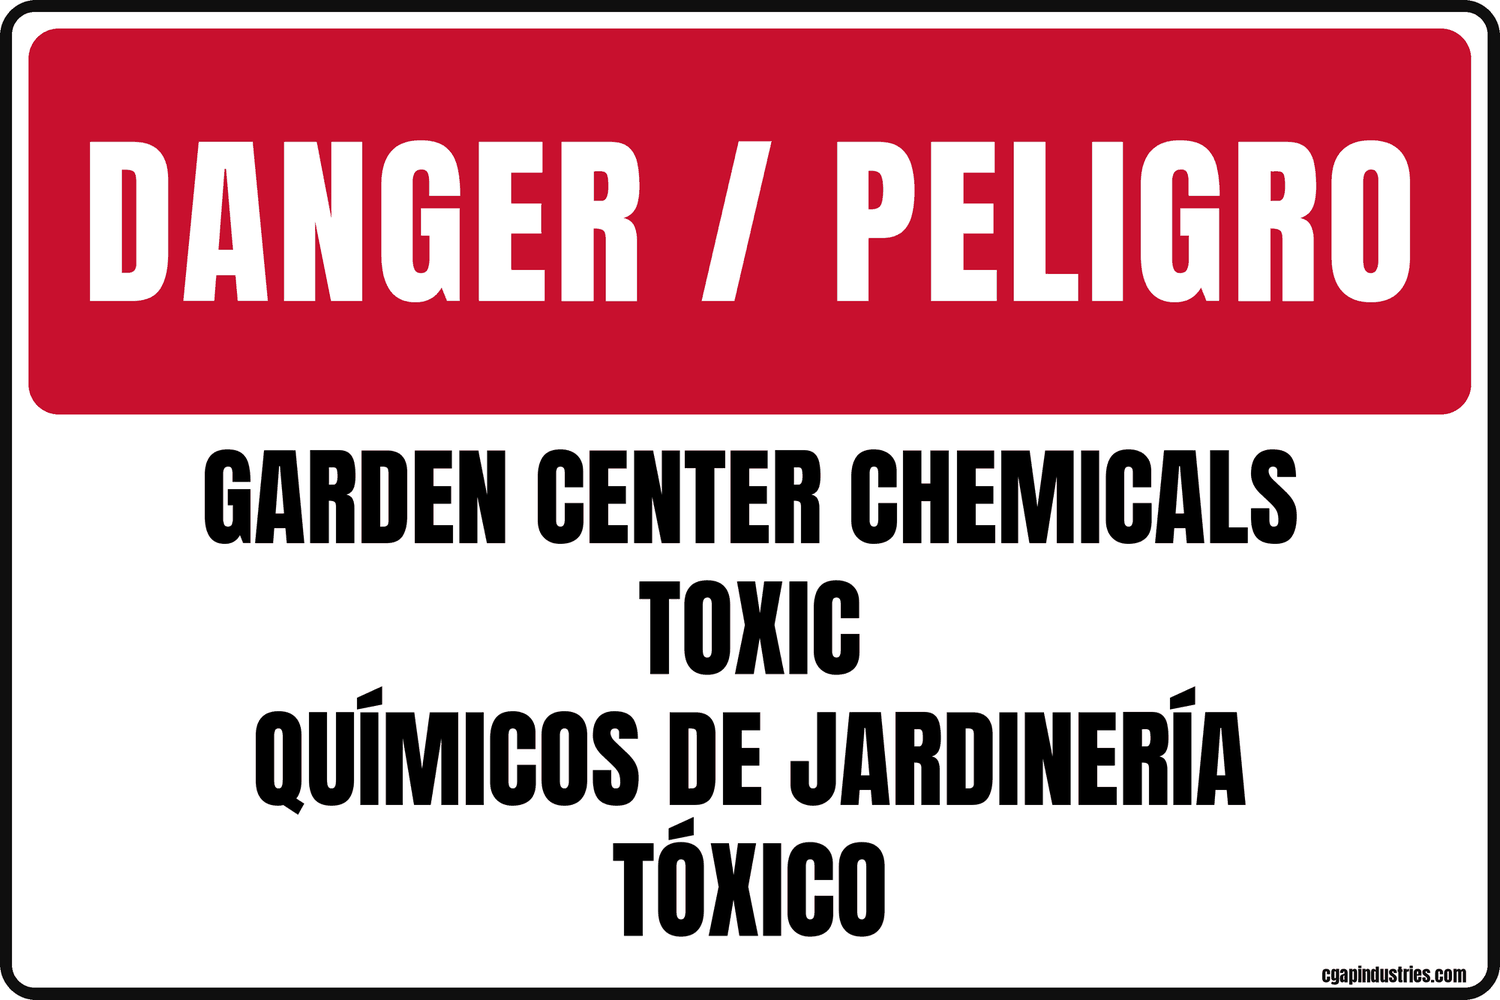 DANGER / PELIGRO
GARDEN CENTER CHEMICALS
TOXIC
QUÍMICOS DE JARDINERÍA
TÓXICO
cgapindustries.com